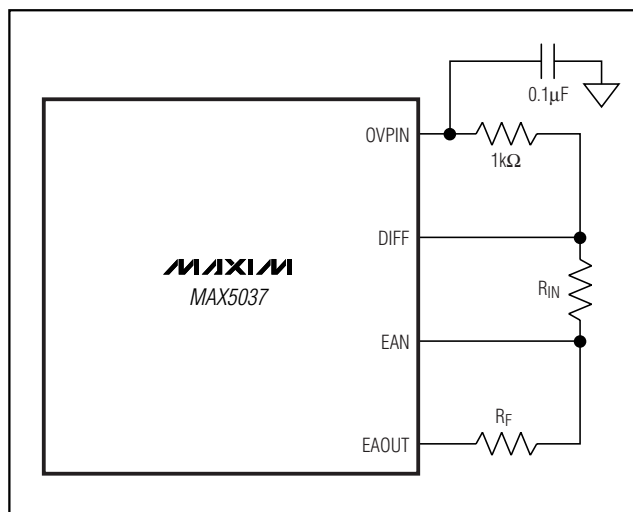 0.1µF
OVPIN
1kΩ
DIFF
MAXIM
MAX5037
RIN
EAN
RF
EAOUT